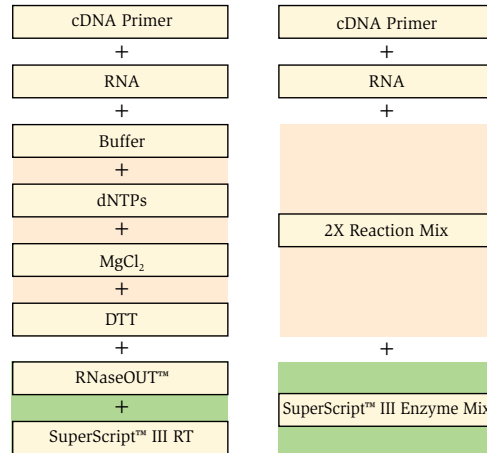 cDNA Primer
+
RNA
+
Buffer
+
dNTPs
+
MgCl₂
+
DTT
+
RNaseOUT™
+
SuperScript™ III RT
cDNA Primer
+
RNA
+
2X Reaction Mix
+
SuperScript™ III Enzyme Mix